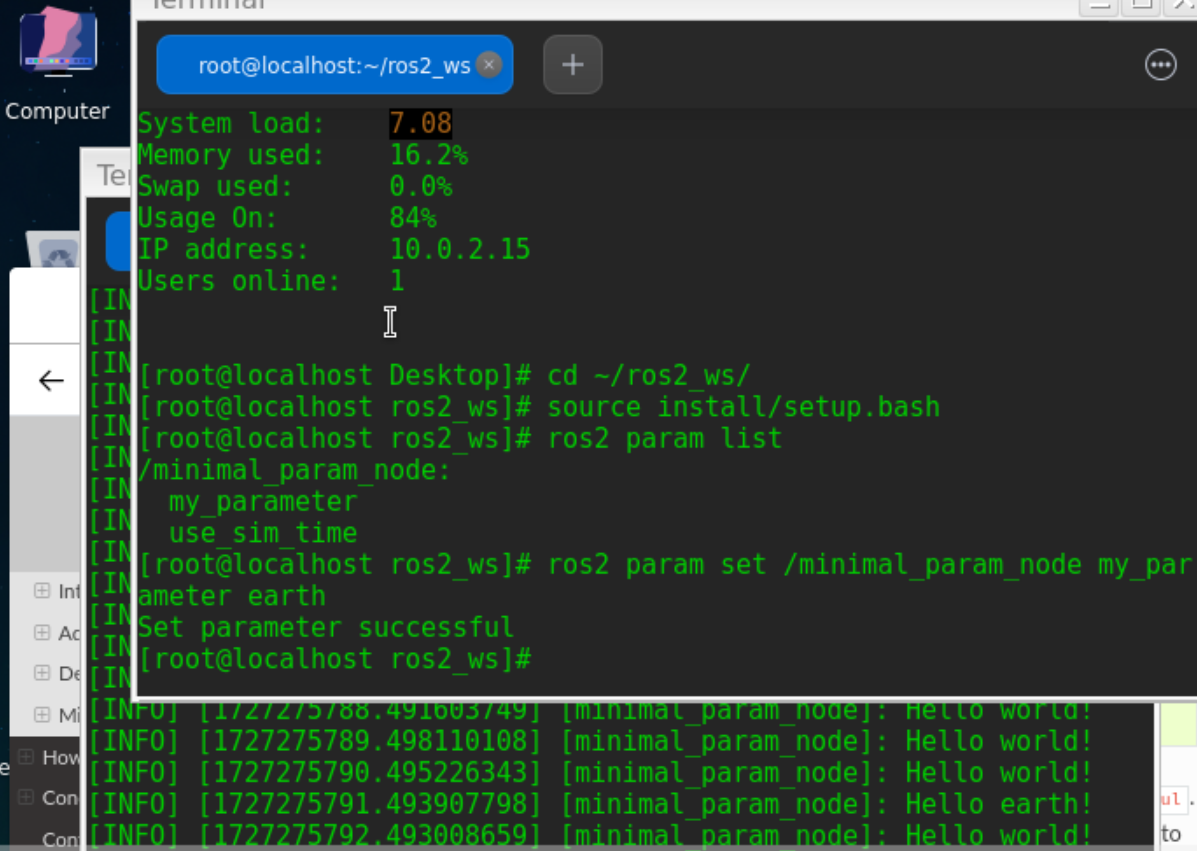 Terminal
Computer
root@localhost:~/ros2_ws
System load: 7.08
Memory used: 16.2%
Swap used: 0.0%
Usage On: 84%
IP address: 10.0.2.15
Users online: 1
[root@localhost Desktop]# cd ~/ros2_ws/
[root@localhost ros2_ws]# source install/setup.bash
[root@localhost ros2_ws]# ros2 param list
/minimal_param_node:
my_parameter
use_sim_time
[root@localhost ros2_ws]# ros2 param set /minimal_param_node my_par
ameter earth
Set parameter successful
[root@localhost ros2_ws]#
Ter
[IN
[IN
[IN
[IN
[IN
[IN
[IN
[IN
[IN
[IN
[IN
[IN
[IN
[INFO] [1727275788.491603749] [minimal_param_node]: Hello world!
[INFO] [1727275789.498110108] [minimal_param_node]: Hello world!
[INFO] [1727275790.495226343] [minimal_param_node]: Hello world!
[INFO] [1727275791.493907798] [minimal_param_node]: Hello earth!
[INFO] [1727275792.493008659] [minimal_param_node]: Hello world!
Int
Ac
De
Mi
How
Con
Cont
e
ul.
to